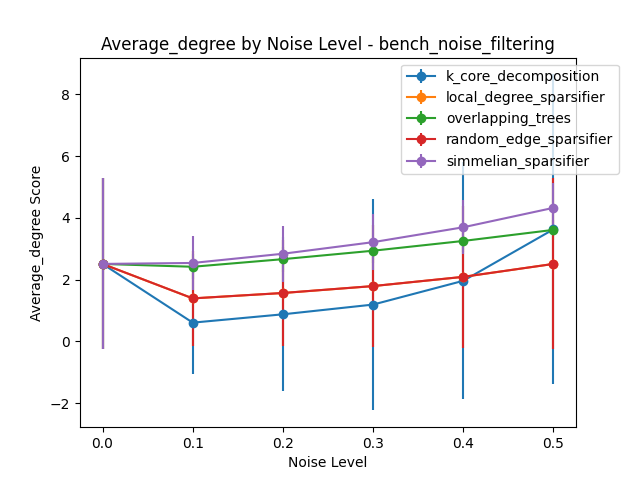 Average_degree by Noise Level - bench_noise_filtering
k_core_decomposition
local_degree_sparsifier
overlapping_trees
random_edge_sparsifier
simmelian_sparsifier
Average_degree Score
8
6
4
2
0
−2
0.0 0.1 0.2 0.3 0.4 0.5
Noise Level